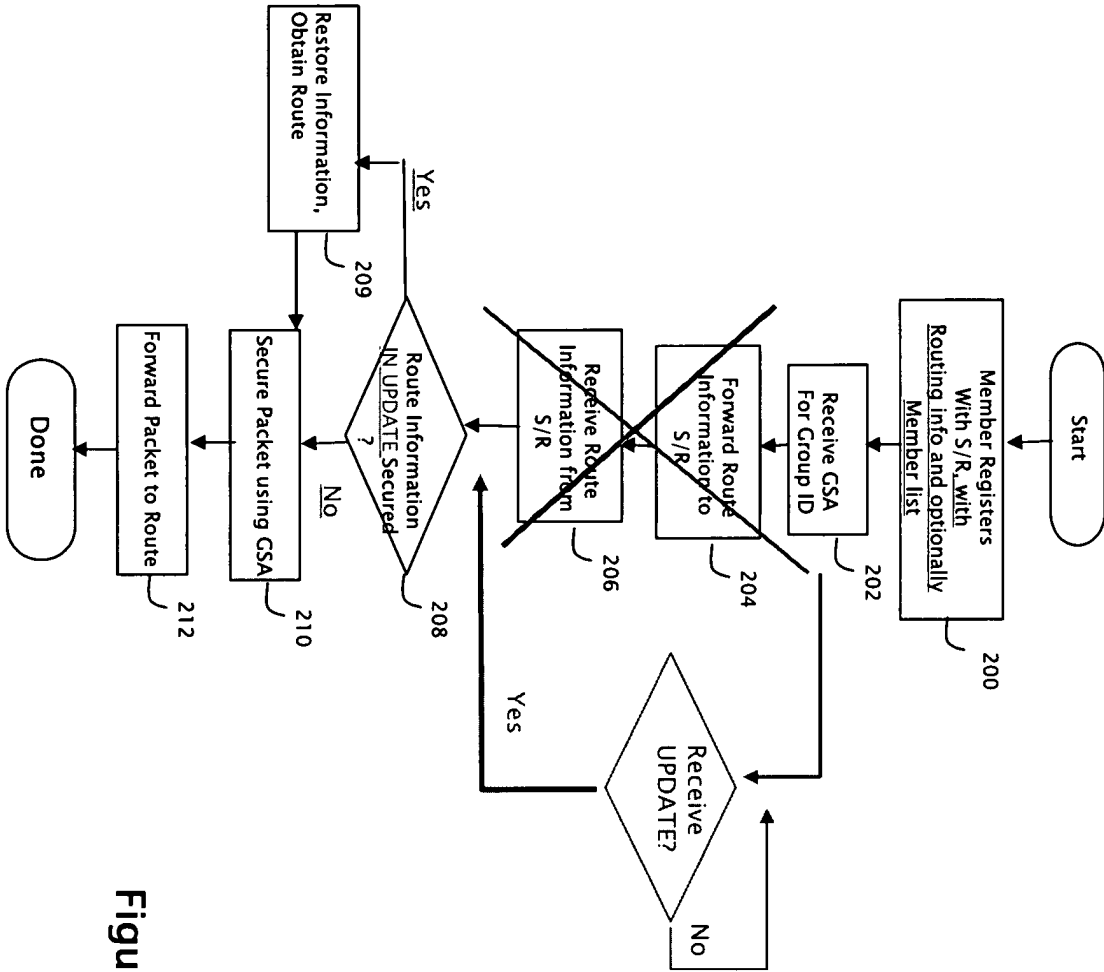 Start
Member Registers
With S/R, with
Routing info and optionally
Member list
200
Receive GSA
For Group ID
202
Forward Route
Information to
S/R
204
Receive Route
Information from
S/R
206
Receive
UPDATE?
No
Yes
Route Information
IN UPDATE Secured
?
208
Yes
No
Restore Information,
Obtain Route
209
Secure Packet using GSA
210
Forward Packet to Route
212
Done
Figu